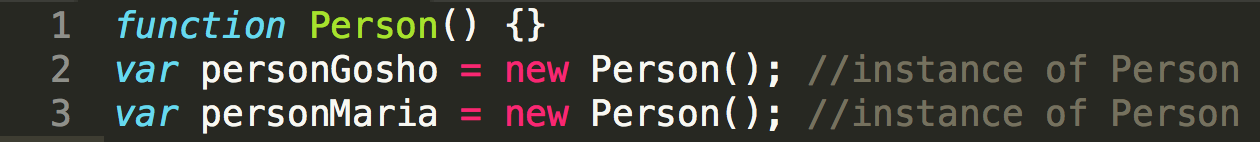 1 function Person() {}
2 var personGosho = new Person(); //instance of Person
3 var personMaria = new Person(); //instance of Person